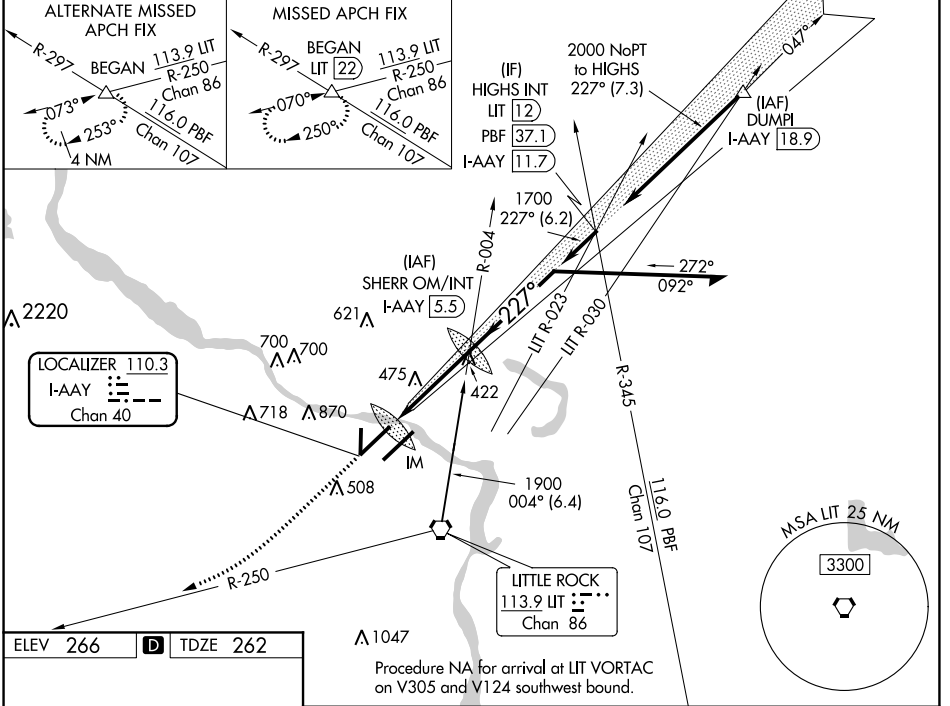 ALTERNATE MISSED
APCH FIX
R-297
BEGAN
113.9 LIT
R-250
Chan 86
116.0 PBF
Chan 107
073°
253°
4 NM
MISSED APCH FIX
R-297
BEGAN
LIT 22
113.9 LIT
R-250
Chan 86
116.0 PBF
Chan 107
070°
250°
(IF)
HIGHS INT
LIT 12
PBF 37.1
I-AAY 11.7
2000 NoPT
to HIGHS
227° (7.3)
047°
(IAF)
DUMPI
I-AAY 18.9
1700
227° (6.2)
R-004
(IAF)
SHERR OM/INT
I-AAY 5.5
227°
272°
092°
LIT R-023
LIT R-030
R-345
116.0 PBF
Chan 107
2220
621
700
700
475
422
718
870
508
1047
LOCALIZER 110.3
I-AAY
Chan 40
IM
1900
004° (6.4)
R-250
LITTLE ROCK
113.9 LIT
Chan 86
MSA LIT 25 NM
3300
ELEV 266
D
TDZE 262
Procedure NA for arrival at LIT VORTAC
on V305 and V124 southwest bound.